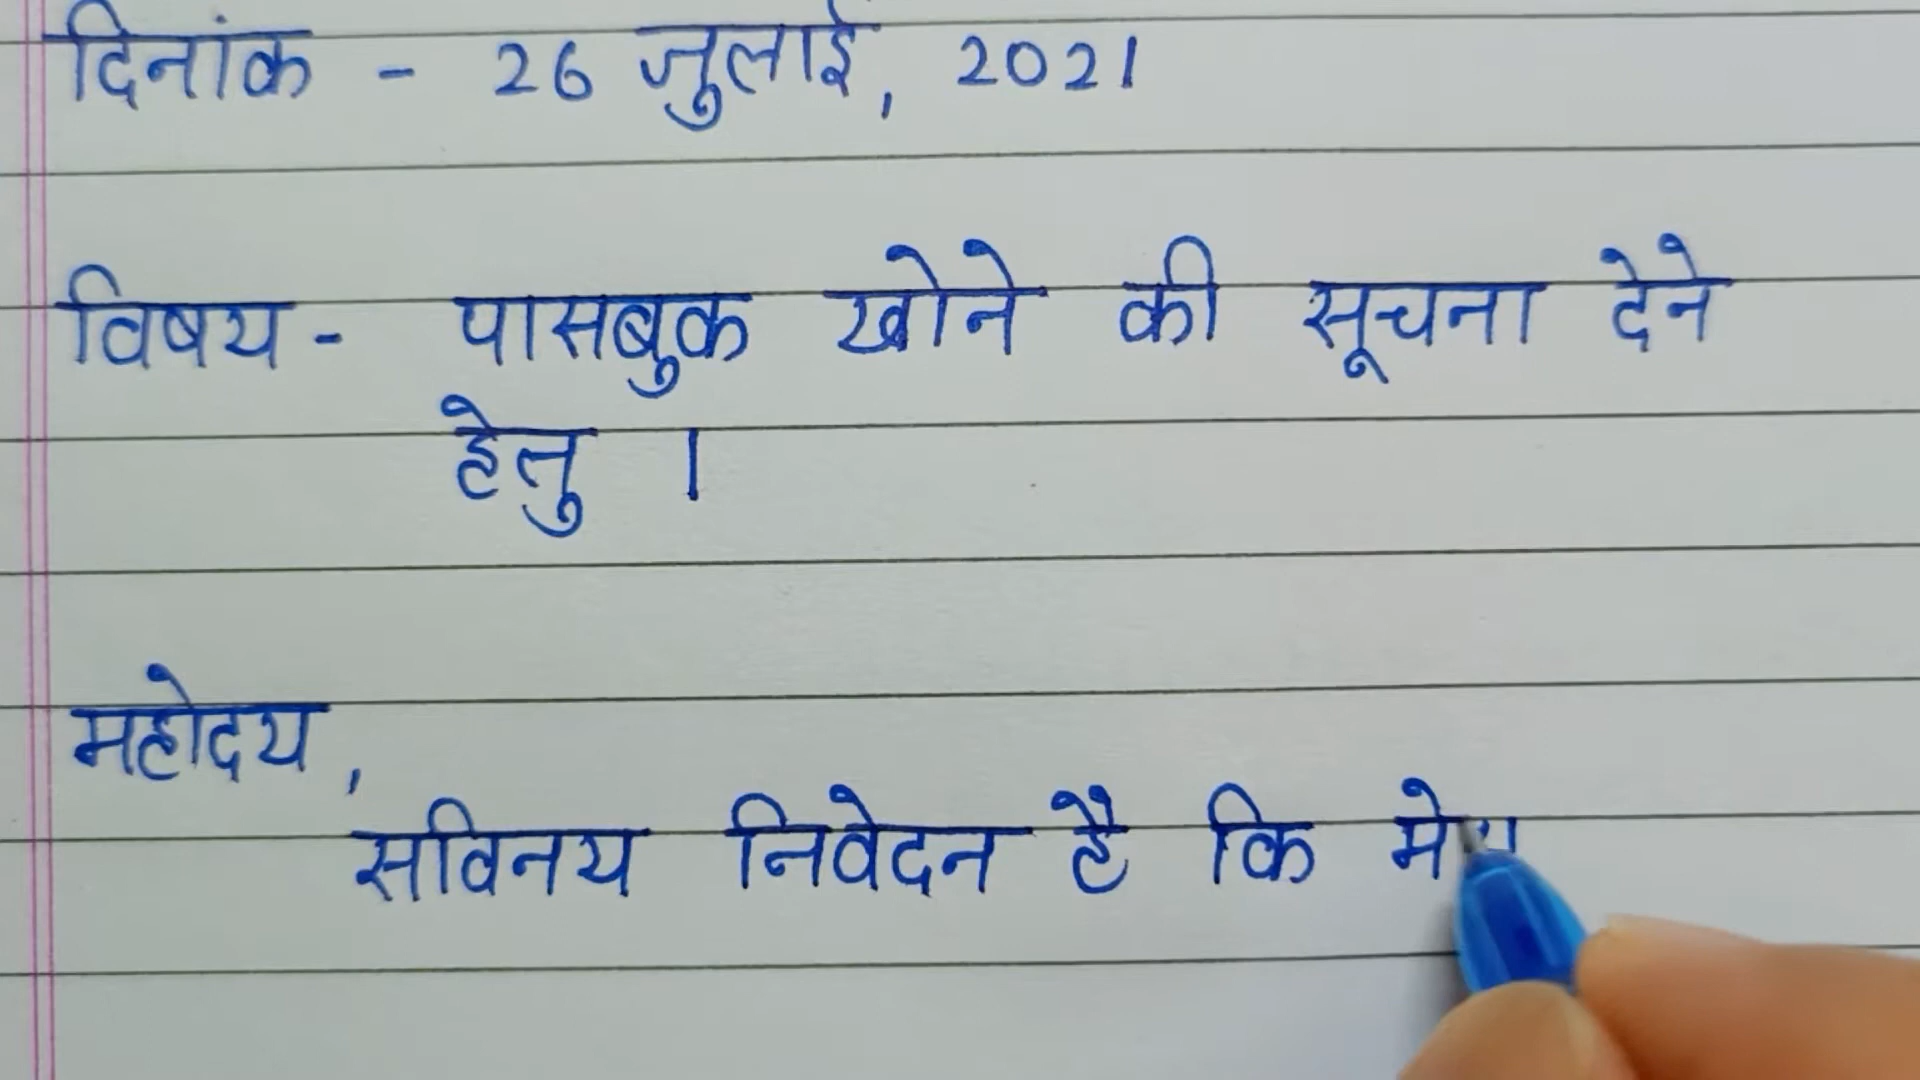 दिनांक - 26 जुलाई, 2021
विषय - पासबुक खोने की सूचना देने
हेतु ।
महोदय,
सविनय निवेदन है कि